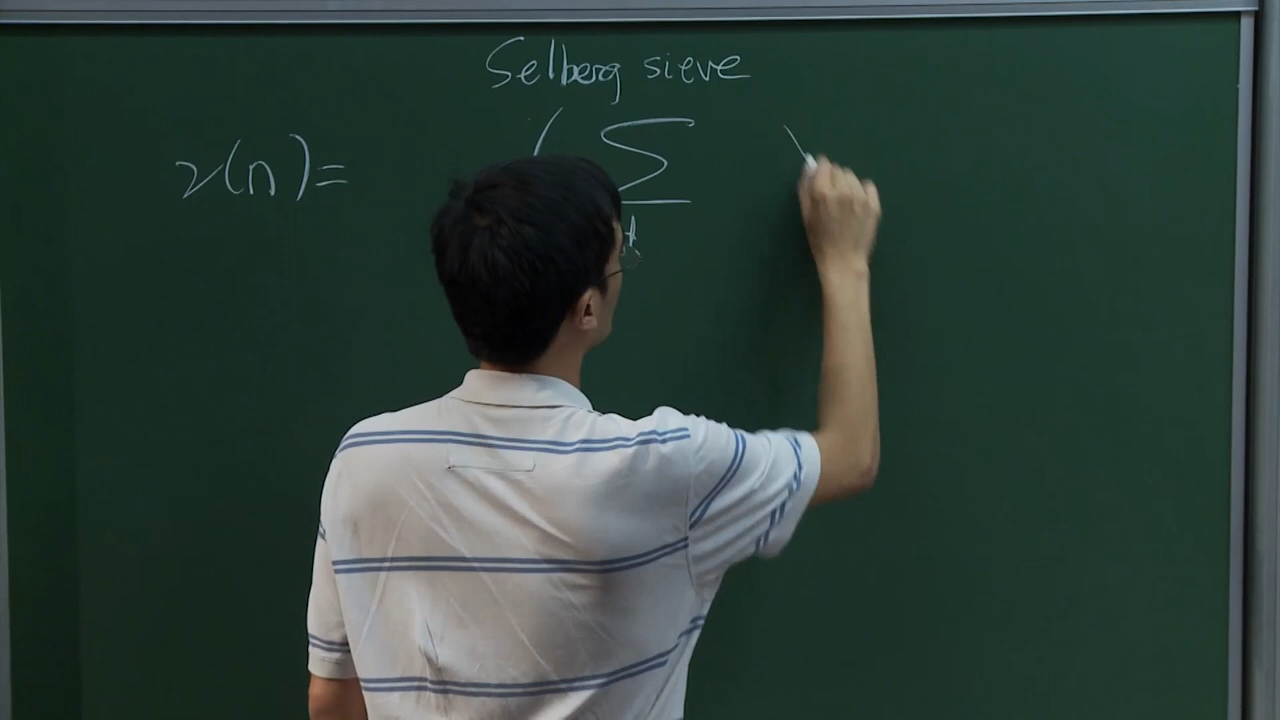 Selberg sieve
ν(n) = ( Σ